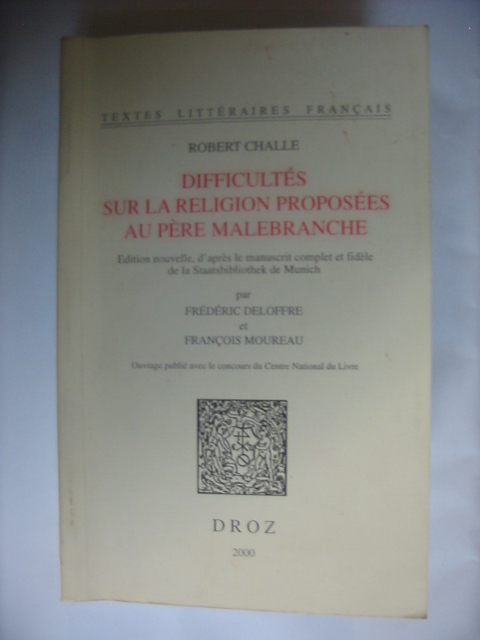 TEXTES LITTÉRAIRES FRANÇAIS
ROBERT CHALLE
DIFFICULTÉS
SUR LA RELIGION PROPOSÉES
AU PÈRE MALEBRANCHE
Edition nouvelle, d'après le manuscrit complet et fidèle
de la Staatsbibliothek de Munich
par
FRÉDÉRIC DELOFFRE
et
FRANÇOIS MOUREAU
Ouvrage publié avec le concours du Centre National du Livre
DROZ
2000